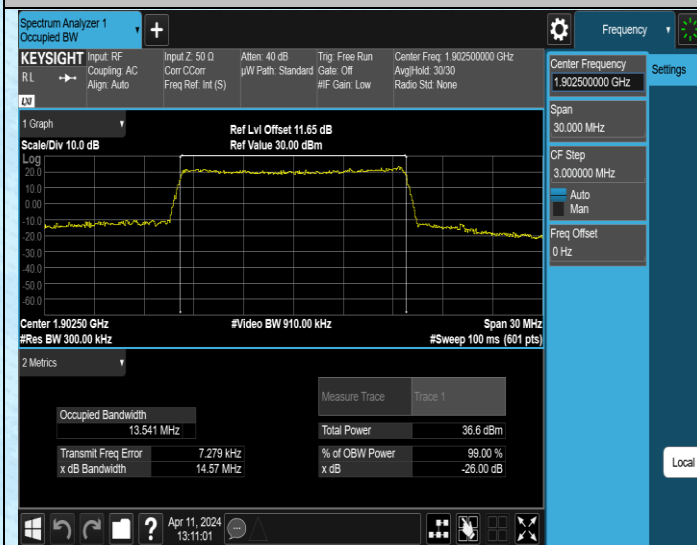 Spectrum Analyzer 1
Occupied BW
Frequency
KEYSIGHT
R L
LXI
Input: RF
Coupling: AC
Align: Auto
Input Z: 50 Ω
Corr CCorr
Freq Ref: Int (S)
Atten: 40 dB
µW Path: Standard
Trig: Free Run
Gate: Off
#IF Gain: Low
Center Freq: 1.902500000 GHz
Avg|Hold: 30/30
Radio Std: None
Center Frequency
1.902500000 GHz
Settings
Span
30.000 MHz
CF Step
3.000000 MHz
Auto
Man
Freq Offset
0 Hz
1 Graph
Scale/Div 10.0 dB
Ref Lvl Offset 11.65 dB
Ref Value 30.00 dBm
Log
20.0
10.0
0.00
-10.0
-20.0
-30.0
-40.0
-50.0
-60.0
Center 1.90250 GHz
#Video BW 910.00 kHz
Span 30 MHz
#Res BW 300.00 kHz
#Sweep 100 ms (601 pts)
2 Metrics
Measure Trace
Trace 1
Occupied Bandwidth
13.541 MHz
Total Power
36.6 dBm
Transmit Freq Error
7.279 kHz
% of OBW Power
99.00 %
x dB Bandwidth
14.57 MHz
x dB
-26.00 dB
Local
?
Apr 11, 2024
13:11:01